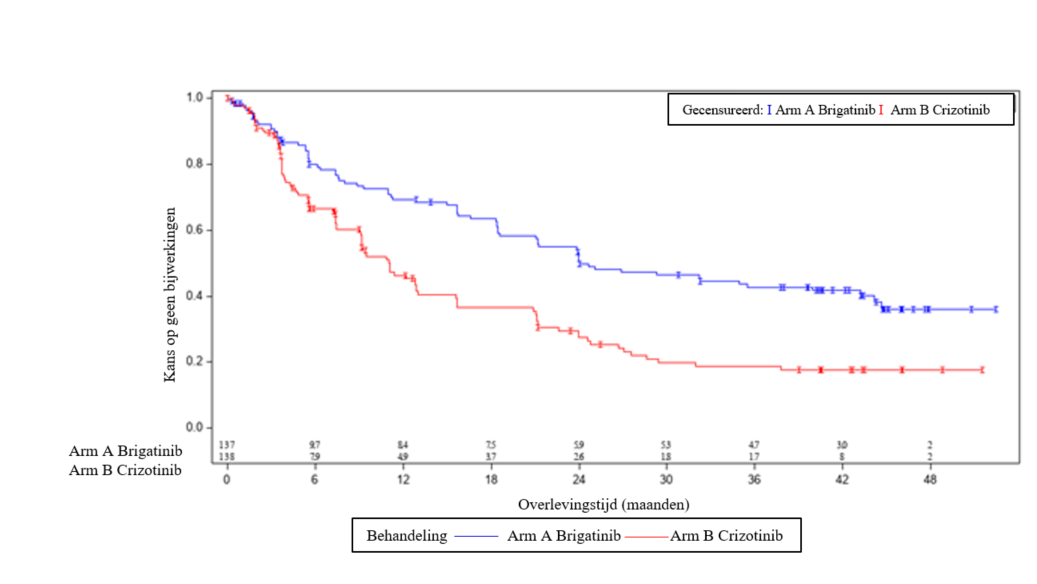 Gecensureerd: Arm A Brigatinib Arm B Crizotinib
1.0
0.8
0.6
0.4
0.2
0.0
Kans op geen bijwerkingen
Arm A Brigatinib 137 97 84 75 59 53 47 30 2
Arm B Crizotinib 138 79 49 37 26 18 17 8 2
0 6 12 18 24 30 36 42 48
Overlevingstijd (maanden)
Behandeling Arm A Brigatinib Arm B Crizotinib